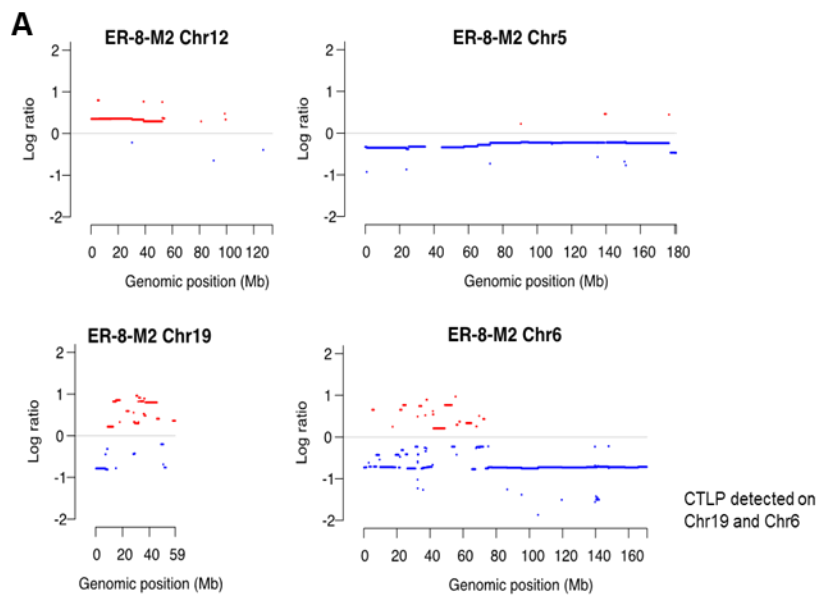 A
ER-8-M2 Chr12
ER-8-M2 Chr5
2
1
0
-1
-2
Log ratio
0 20 40 60 80 100 120
Genomic position (Mb)
2
1
0
-1
-2
Log ratio
0 20 40 60 80 100 120 140 160 180
Genomic position (Mb)
ER-8-M2 Chr19
ER-8-M2 Chr6
2
1
0
-1
-2
Log ratio
0 20 40 59
Genomic position (Mb)
2
1
0
-1
-2
Log ratio
0 20 40 60 80 100 120 140 160
Genomic position (Mb)
CTLP detected on
Chr19 and Chr6